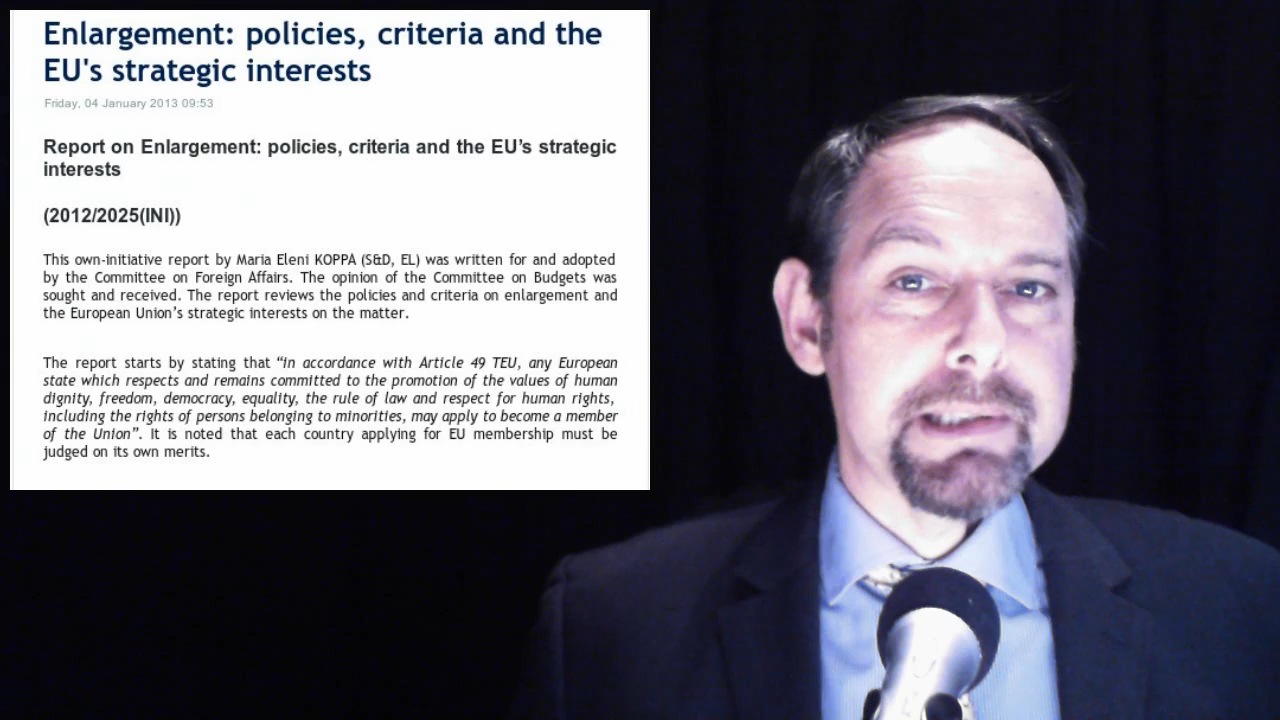 Enlargement: policies, criteria and the
EU's strategic interests
Friday, 04 January 2013 09:53
Report on Enlargement: policies, criteria and the EU’s strategic
interests
(2012/2025(INI))
This own-initiative report by Maria Eleni KOPPA (S&D, EL) was written for and adopted
by the Committee on Foreign Affairs. The opinion of the Committee on Budgets was
sought and received. The report reviews the policies and criteria on enlargement and
the European Union’s strategic interests on the matter.
The report starts by stating that “in accordance with Article 49 TEU, any European
state which respects and remains committed to the promotion of the values of human
dignity, freedom, democracy, equality, the rule of law and respect for human rights,
including the rights of persons belonging to minorities, may apply to become a member
of the Union”. It is noted that each country applying for EU membership must be
judged on its own merits.